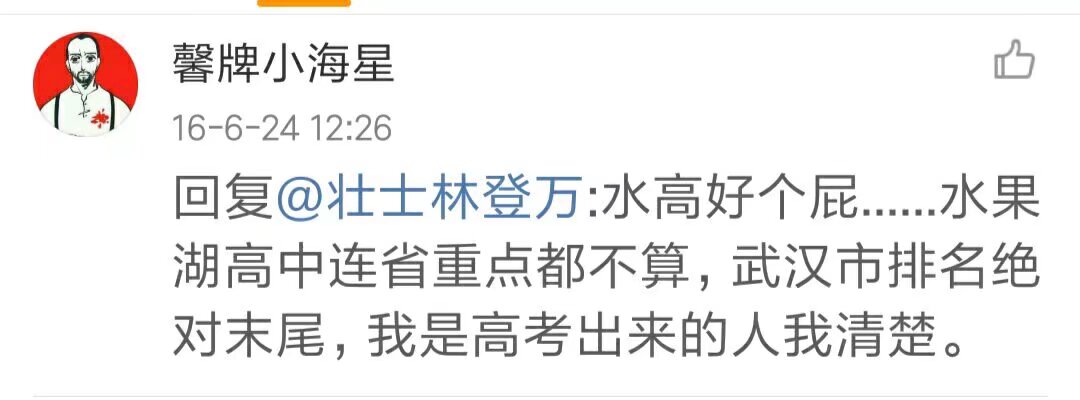 馨牌小海星
16-6-24 12:26
回复@壮士林登万:水高好个屁......水果
湖高中连省重点都不算，武汉市排名绝
对末尾，我是高考出来的人我清楚。